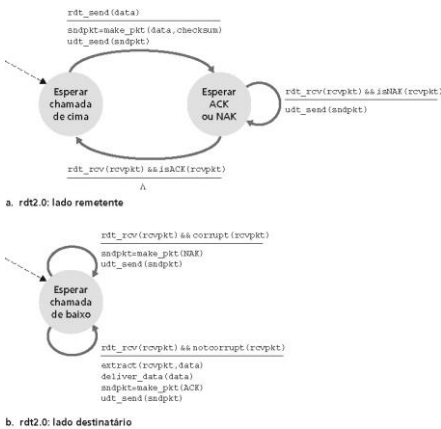 rdt_send(data)
sndpkt=make_pkt(data,checksum)
udt_send(sndpkt)
Esperar
chamada
de cima
Esperar
ACK
ou NAK
rdt_rcv(rcvpkt)&&isNAK(rcvpkt)
udt_send(sndpkt)
rdt_rcv(rcvpkt)&&isACK(rcvpkt)
Λ
a. rdt2.0: lado remetente
rdt_rcv(rcvpkt)&&corrupt(rcvpkt)
sndpkt=make_pkt(NAK)
udt_send(sndpkt)
Esperar
chamada
de baixo
rdt_rcv(rcvpkt)&&notcorrupt(rcvpkt)
extract(rcvpkt,data)
deliver_data(data)
sndpkt=make_pkt(ACK)
udt_send(sndpkt)
b. rdt2.0: lado destinatário